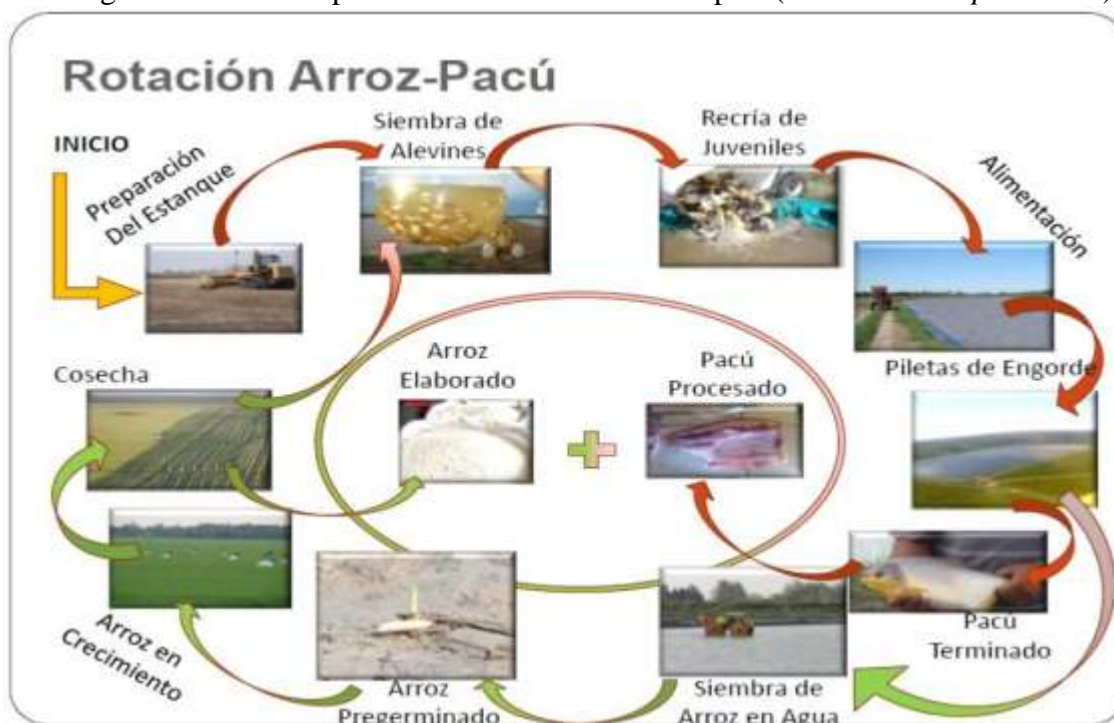 Rotación Arroz-Pacú
INICIO
Preparación
Del Estanque
Siembra de
Alevines
Recría de
Juveniles
Alimentación
Piletas de Engorde
Pacú
Terminado
Pacú
Procesado
Siembra de
Arroz en Agua
Arroz
Pregerminado
Arroz en
Crecimiento
Cosecha
Arroz
Elaborado